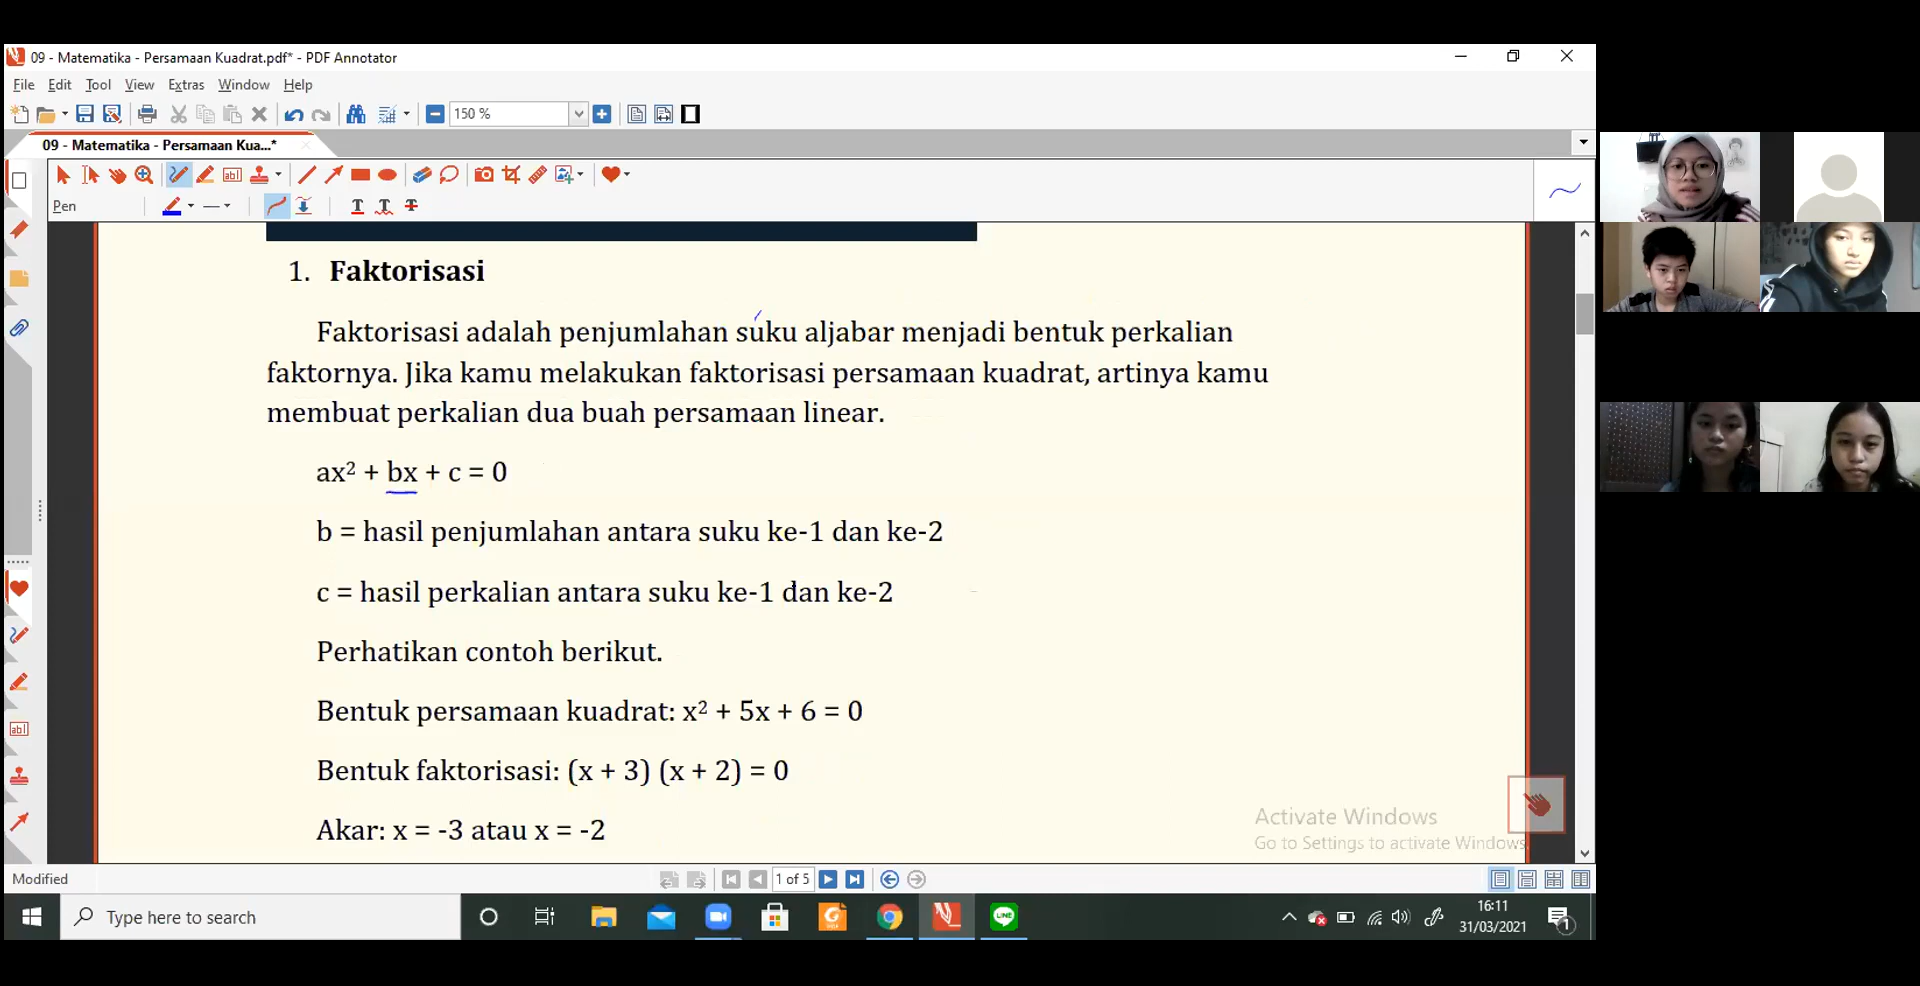 09 - Matematika - Persamaan Kuadrat.pdf* - PDF Annotator
File Edit Tool View Extras Window Help
150 %
09 - Matematika - Persamaan Kua...*
Pen
1. Faktorisasi
Faktorisasi adalah penjumlahan suku aljabar menjadi bentuk perkalian
faktornya. Jika kamu melakukan faktorisasi persamaan kuadrat, artinya kamu
membuat perkalian dua buah persamaan linear.
ax² + bx + c = 0
b = hasil penjumlahan antara suku ke-1 dan ke-2
c = hasil perkalian antara suku ke-1 dan ke-2
Perhatikan contoh berikut.
Bentuk persamaan kuadrat: x² + 5x + 6 = 0
Bentuk faktorisasi: (x + 3) (x + 2) = 0
Akar: x = -3 atau x = -2
Activate Windows
Go to Settings to activate Windows.
Modified
1 of 5
Type here to search
LINE
16:11
31/03/2021
1